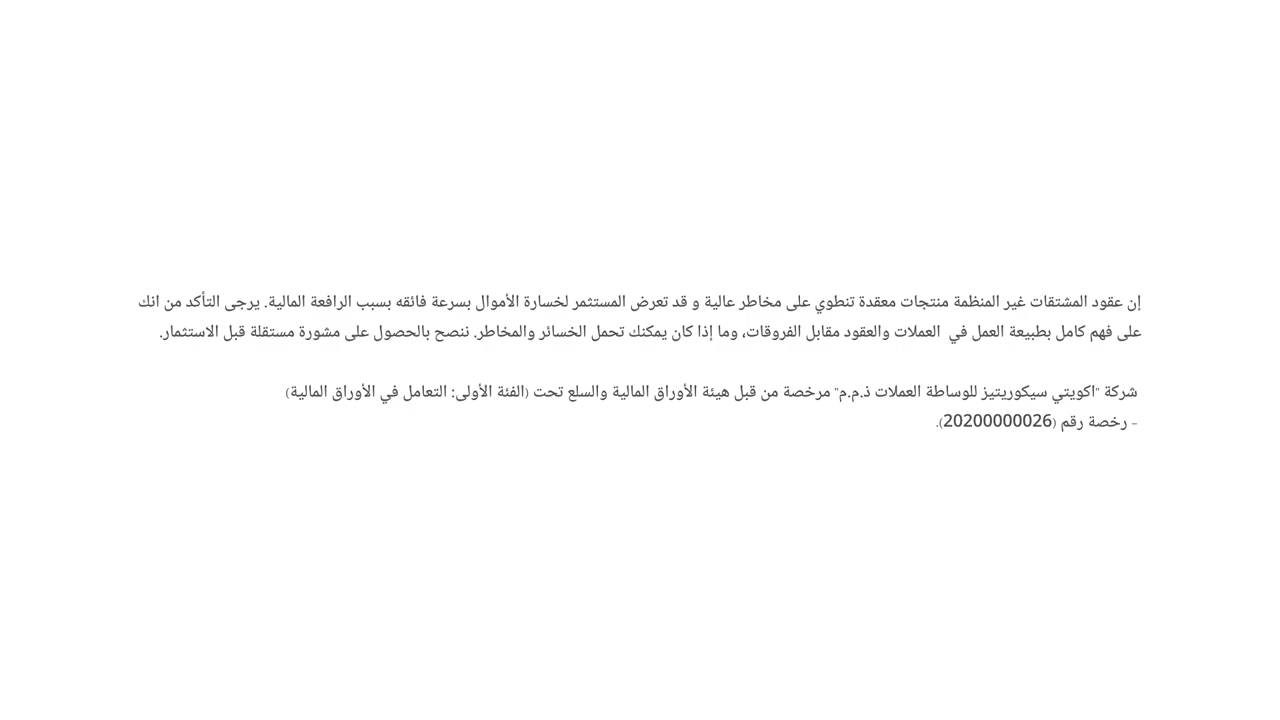 إن عقود المشتقات غير المنظمة منتجات معقدة تنطوي على مخاطر عالية و قد تعرض المستثمر لخسارة الأموال بسرعة فائقه بسبب الرافعة المالية. يرجى التأكد من انك
على فهم كامل بطبيعة العمل في  العملات والعقود مقابل الفروقات، وما إذا كان يمكنك تحمل الخسائر والمخاطر. ننصح بالحصول على مشورة مستقلة قبل الاستثمار.
شركة "اكويتي سيكوريتيز للوساطة العملات ذ.م.م" مرخصة من قبل هيئة الأوراق المالية والسلع تحت (الفئة الأولى: التعامل في الأوراق المالية)
– رخصة رقم (20200000026).